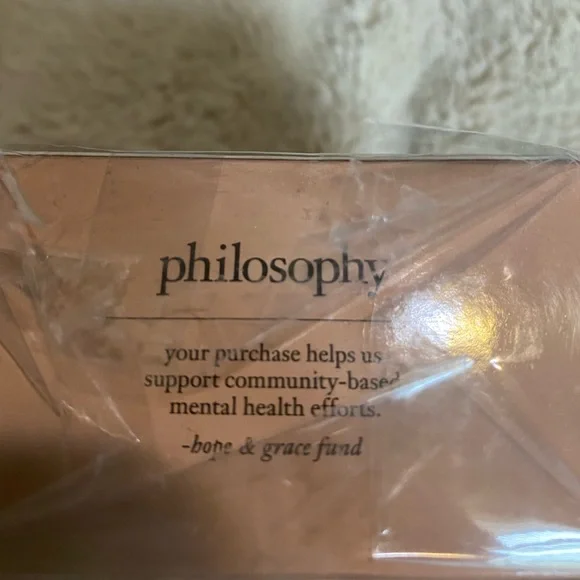 philosophy
your purchase helps us
support community-based
mental health efforts.
-hope & grace fund